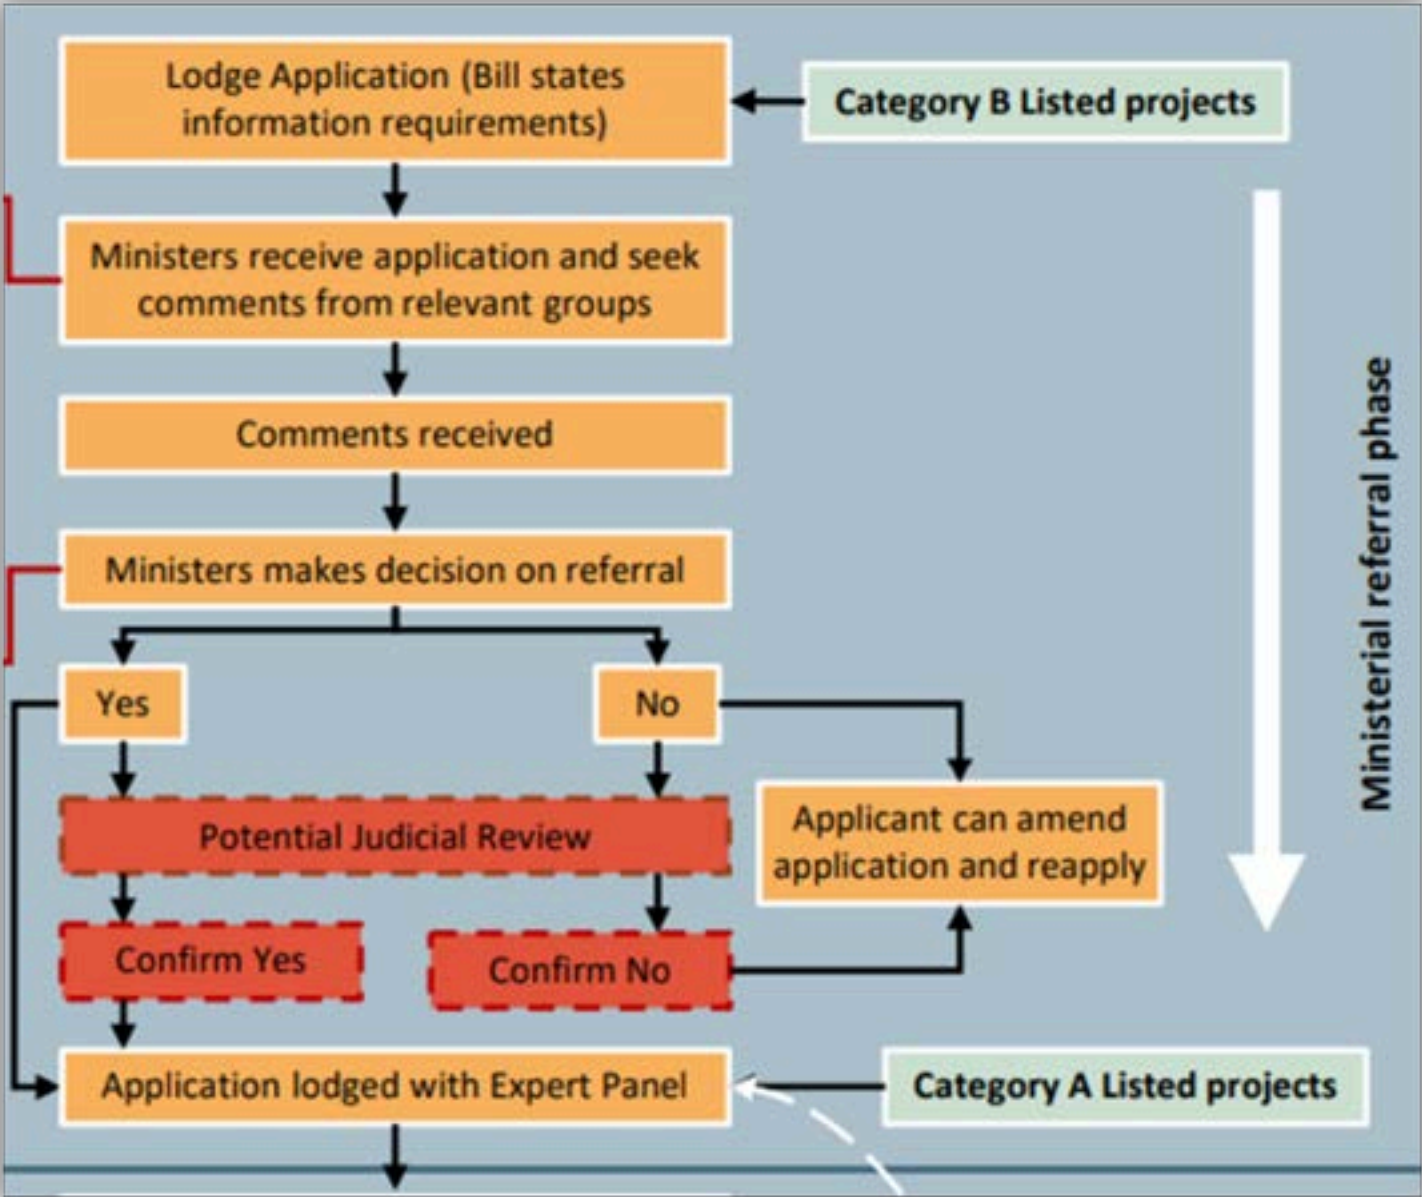 Lodge Application (Bill states
information requirements)
Category B Listed projects
Ministers receive application and seek
comments from relevant groups
Comments received
Ministers makes decision on referral
Yes
No
Potential Judicial Review
Applicant can amend
application and reapply
Confirm Yes
Confirm No
Application lodged with Expert Panel
Category A Listed projects
Ministerial referral phase